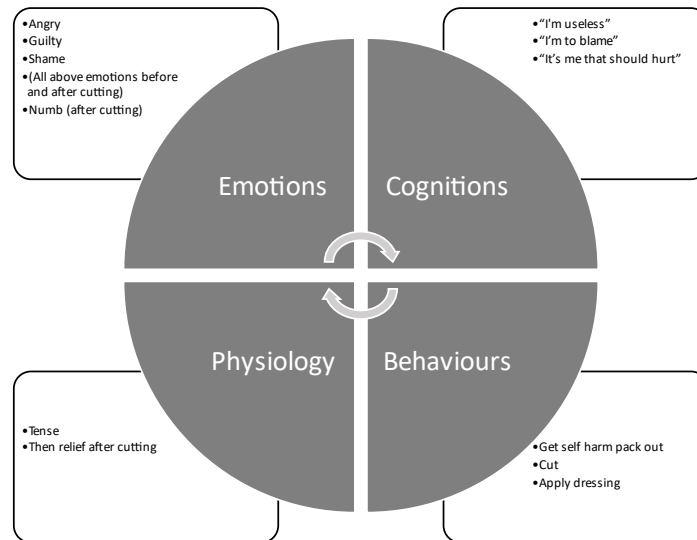 •Angry
•Guilty
•Shame
•(All above emotions before
and after cutting)
•Numb (after cutting)
•"I'm useless"
•"I'm to blame"
•"It's me that should hurt"
Emotions
Cognitions
Physiology
Behaviours
•Tense
•Then relief after cutting
•Get self harm pack out
•Cut
•Apply dressing